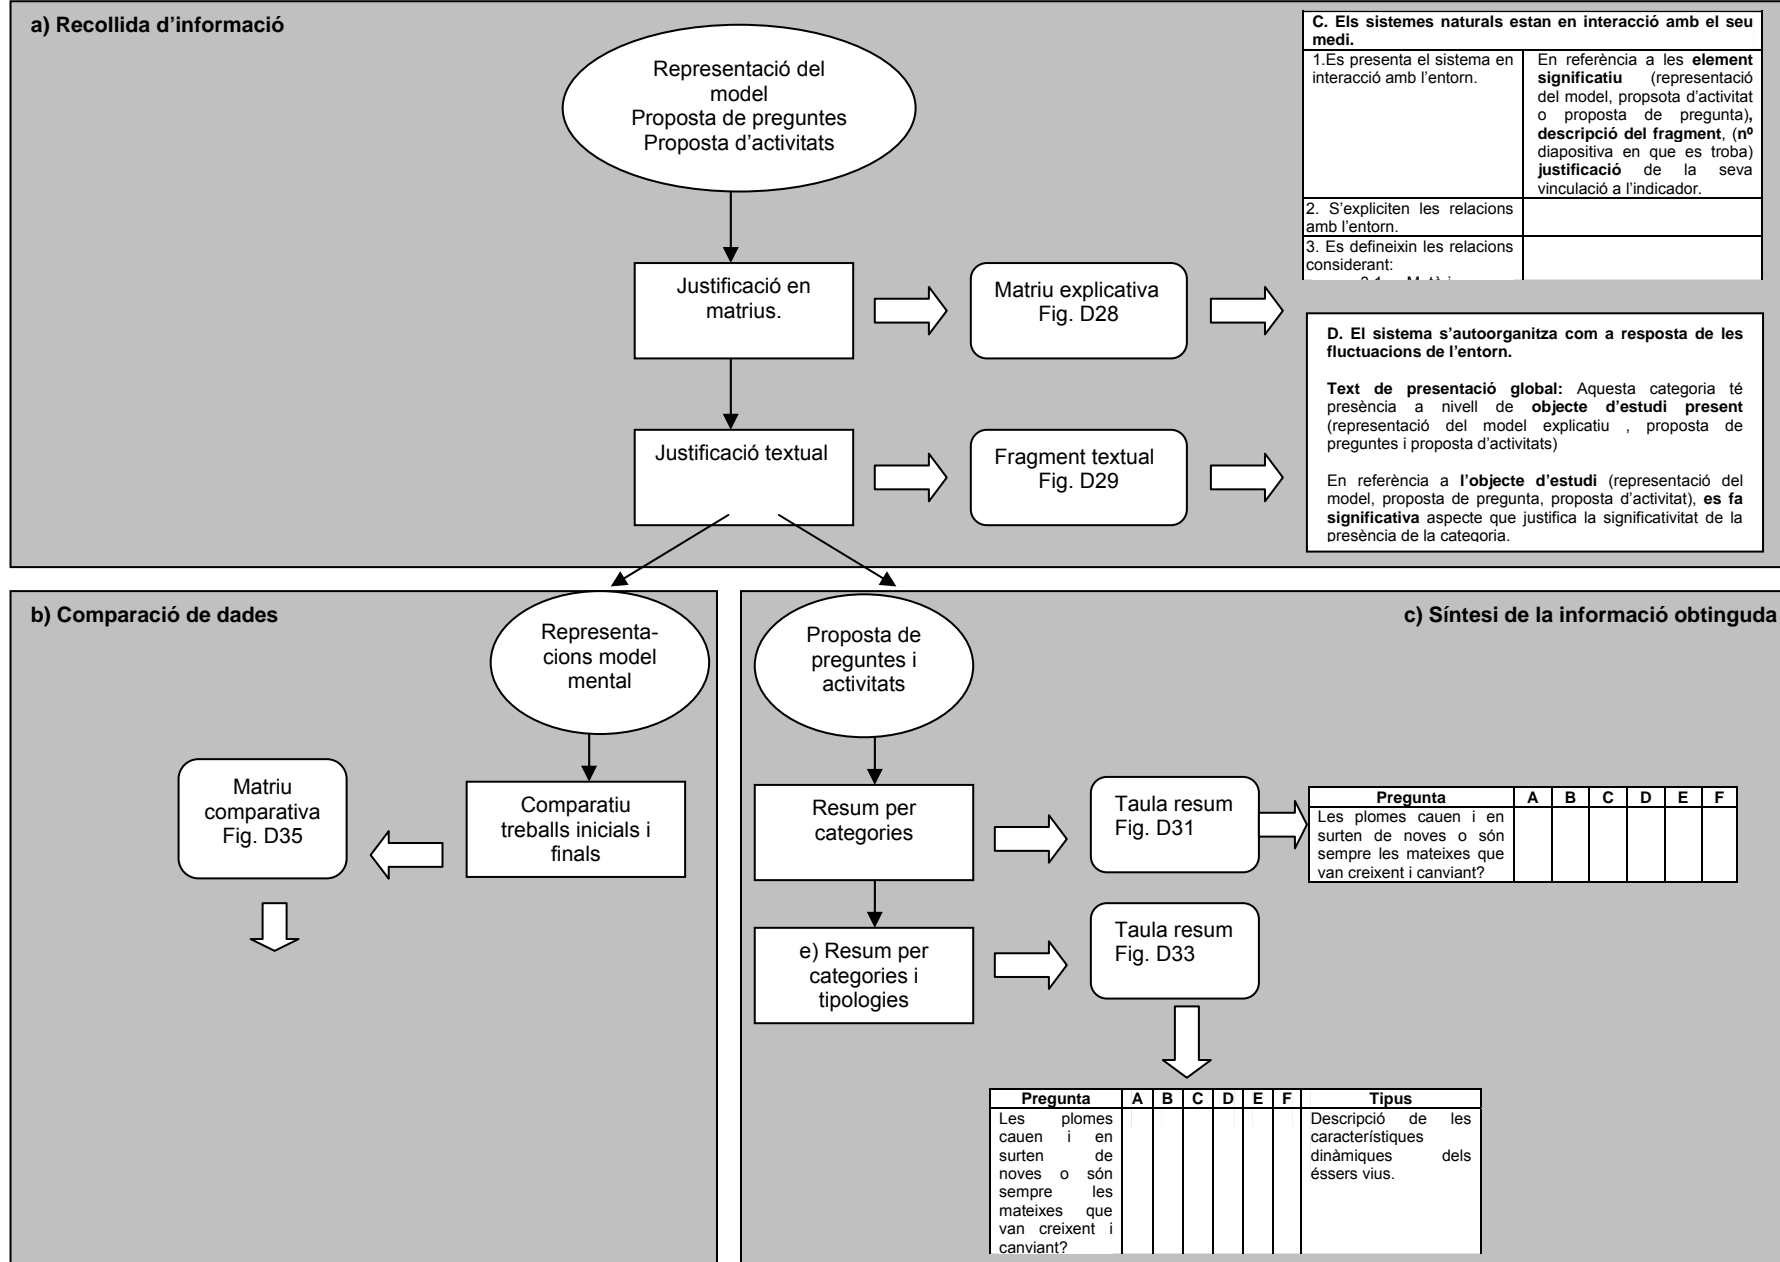 a) Recollida d’informació
Representació del
model
Proposta de preguntes
Proposta d’activitats
Justificació en
matrius.
Matriu explicativa
Fig. D28
C. Els sistemes naturals estan en interacció amb el seu
medi.
1.Es presenta el sistema en
interacció amb l’entorn.
En referència a les element
significatiu (representació
del model, propsota d’activitat
o proposta de pregunta),
descripció del fragment, (nº
diapositiva en que es troba)
justificació de la seva
vinculació a l’indicador.
2. S’expliciten les relacions
amb l’entorn.
3. Es defineixin les relacions
considerant:
Justificació textual
Fragment textual
Fig. D29
D. El sistema s’autoorganitza com a resposta de les
fluctuacions de l’entorn.
Text de presentació global: Aquesta categoria té
presència a nivell de objecte d’estudi present
(representació del model explicatiu , proposta de
preguntes i proposta d’activitats)
En referència a l’objecte d’estudi (representació del
model, proposta de pregunta, proposta d’activitat), es fa
significativa aspecte que justifica la significativitat de la
presència de la categoria.
b) Comparació de dades
Representa-
cions model
mental
Comparatiu
treballs inicials i
finals
Matriu
comparativa
Fig. D35
c) Síntesi de la informació obtinguda
Proposta de
preguntes i
activitats
Resum per
categories
Taula resum
Fig. D31
Pregunta A B C D E F
Les plomes cauen i en
surten de noves o són
sempre les mateixes que
van creixent i canviant?
e) Resum per
categories i
tipologies
Taula resum
Fig. D33
Pregunta A B C D E F Tipus
Les plomes
cauen i en
surten de
noves o són
sempre les
mateixes que
van creixent i
canviant?
Descripció de les
característiques
dinàmiques dels
éssers vius.